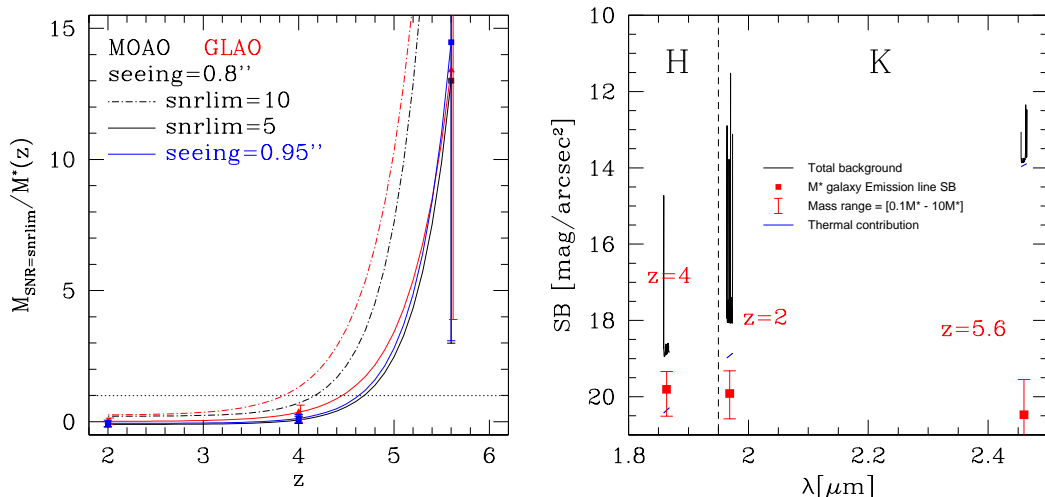 MOAO GLAO
seeing=0.8''
snrlim=10
snrlim=5
seeing=0.95''
M_SNR=snrlim/M*(z)
15
10
5
0
2
3
4
5
6
z
H
K
Total background
M* galaxy Emission line SB
Mass range = [0.1M* - 10M*]
Thermal contribution
z=4
z=2
z=5.6
SB [mag/arcsec²]
10
12
14
16
18
20
1.8
2
2.2
2.4
λ[μm]